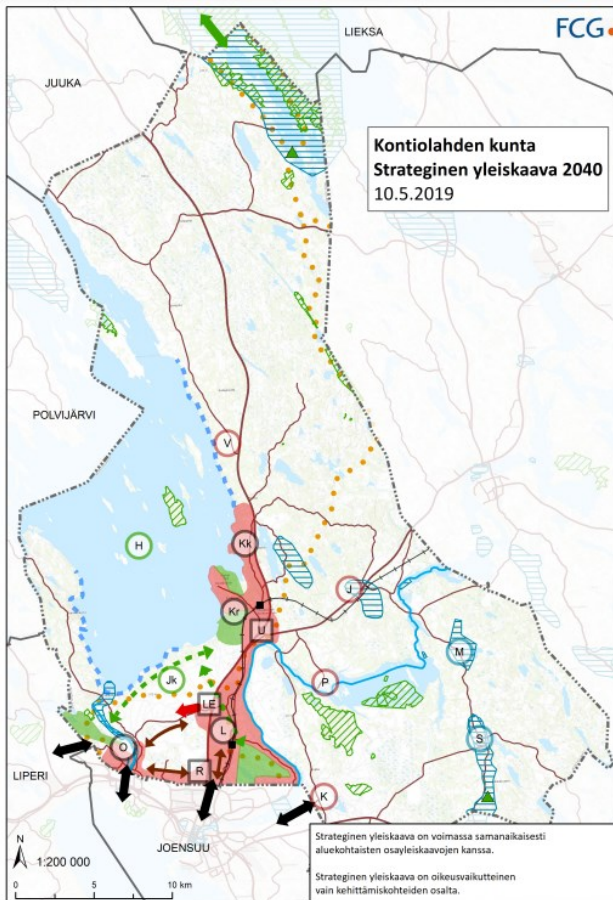 LIEKSA
FCG
JUUKA
Kontiolahden kunta
Strateginen yleiskaava 2040
10.5.2019
POLVIJÄRVI
V
Kk
H
J
Kr
U
M
Jk
P
LE
L
S
O
R
LIPERI
K
JOENSUU
N
1:200 000
0 5 10 km
Strateginen yleiskaava on voimassa samanaikaisesti
aluekohtaisten osayleiskaavojen kanssa.
Strateginen yleiskaava on oikeusvaikutteinen
vain kehittämiskohteiden osalta.